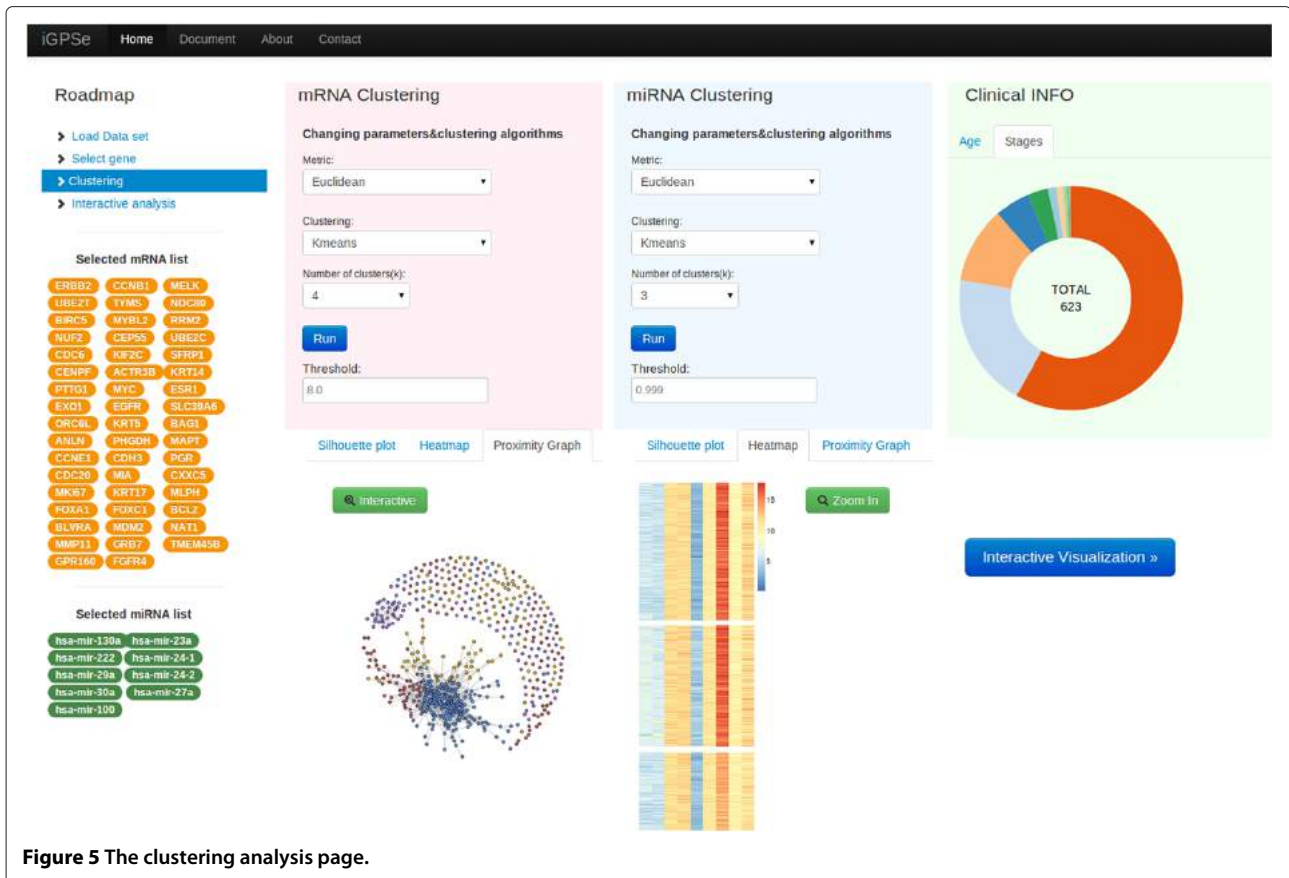 iGPSe Home Document About Contact
Roadmap
Load Data set
Select gene
Clustering
Interactive analysis
Selected mRNA list
ERBB2 CCNB1 MELK
UBE2T TYMS NDC80
BIRC5 MYBL2 RRM2
NUF2 CEP55 UBE2C
CDC6 KIF2C SFRP1
CENPF ACTR3B KRT14
PTTG1 MYC ESR1
EXO1 EGFR SLC39A6
ORC6L KRT5 BAG1
ANLN PHGDH MAPT
CCNE1 CDH3 PGR
CDC20 MIA CXXC5
MKI67 KRT17 MLPH
FOXA1 FOXC1 BCL2
BLVRA MDM2 NAT1
MMP11 GRB7 TMEM45B
GPR160 FGFR4
Selected miRNA list
hsa-mir-130a hsa-mir-23a
hsa-mir-222 hsa-mir-24-1
hsa-mir-29a hsa-mir-24-2
hsa-mir-30a hsa-mir-27a
hsa-mir-100
mRNA Clustering
Changing parameters&clustering algorithms
Metric:
Euclidean
Clustering:
Kmeans
Number of clusters(k):
4
Run
Threshold:
8.0
Silhouette plot Heatmap Proximity Graph
Interactive
miRNA Clustering
Changing parameters&clustering algorithms
Metric:
Euclidean
Clustering:
Kmeans
Number of clusters(k):
3
Run
Threshold:
0.999
Silhouette plot Heatmap Proximity Graph
15
10
5
Zoom In
Clinical INFO
Age Stages
TOTAL
623
Interactive Visualization »
Figure 5 The clustering analysis page.